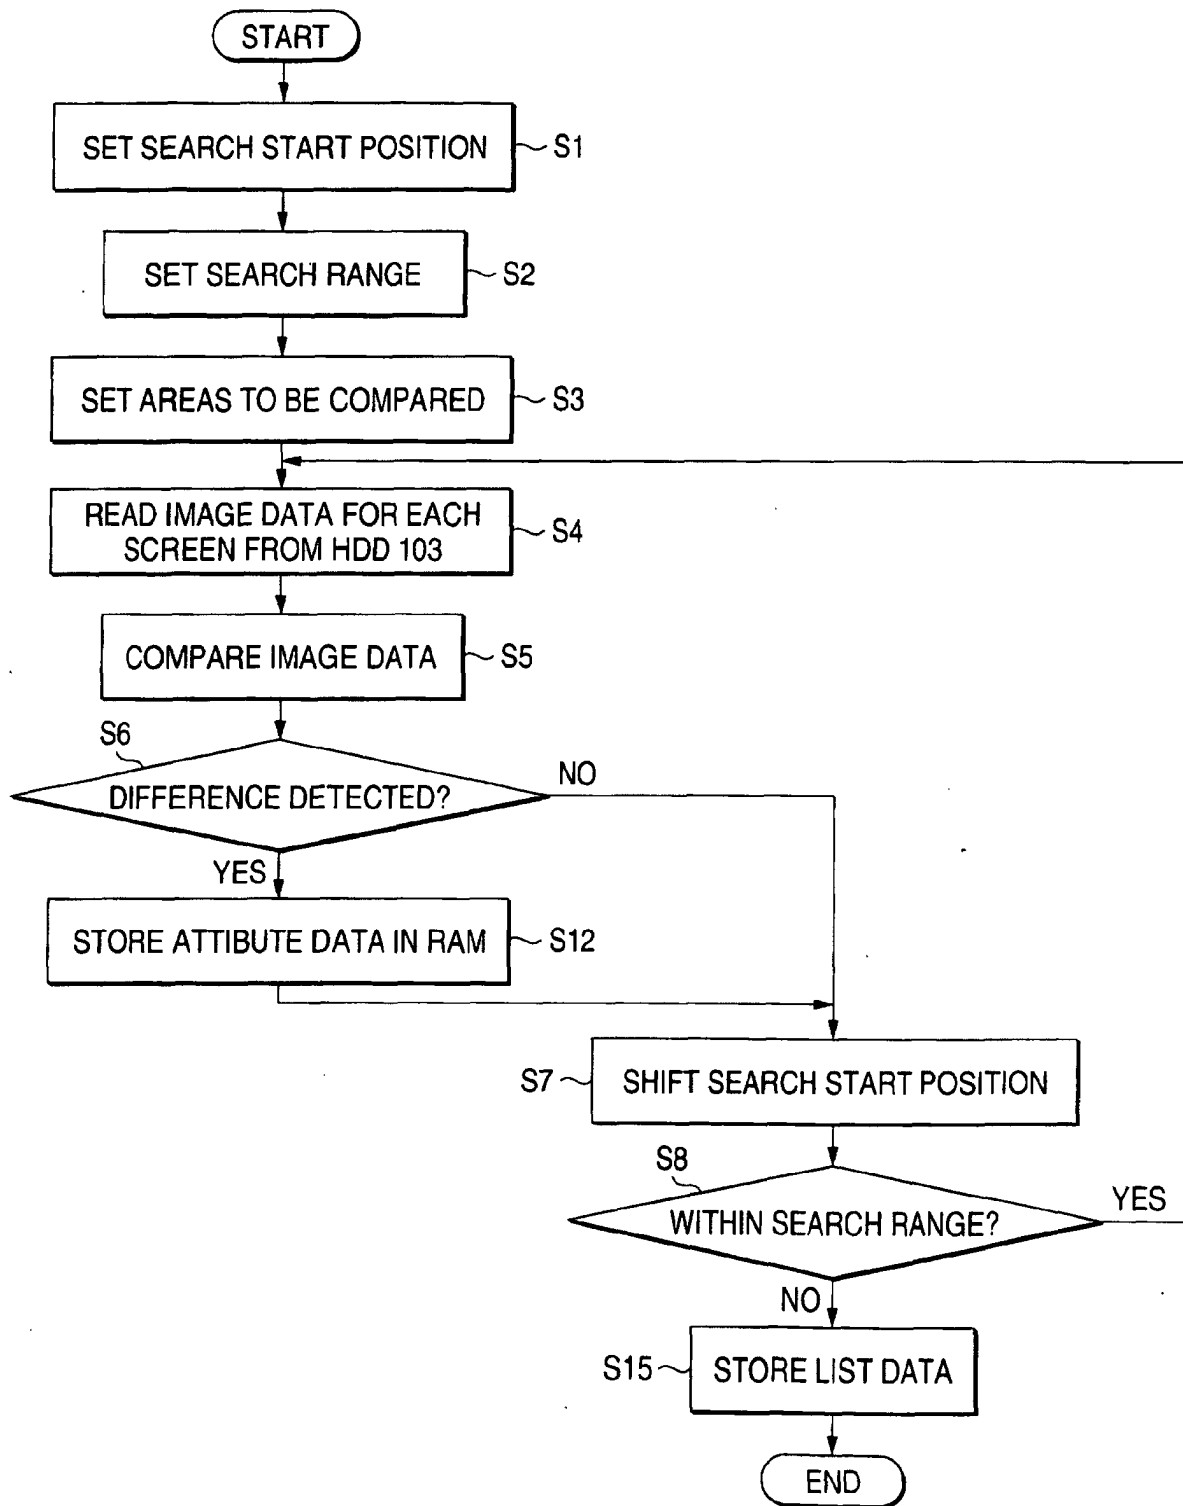 START
SET SEARCH START POSITION
S1
SET SEARCH RANGE
S2
SET AREAS TO BE COMPARED
S3
READ IMAGE DATA FOR EACH
SCREEN FROM HDD 103
S4
COMPARE IMAGE DATA
S5
S6
DIFFERENCE DETECTED?
NO
YES
STORE ATTIBUTE DATA IN RAM
S12
S7
SHIFT SEARCH START POSITION
S8
WITHIN SEARCH RANGE?
YES
NO
S15
STORE LIST DATA
END